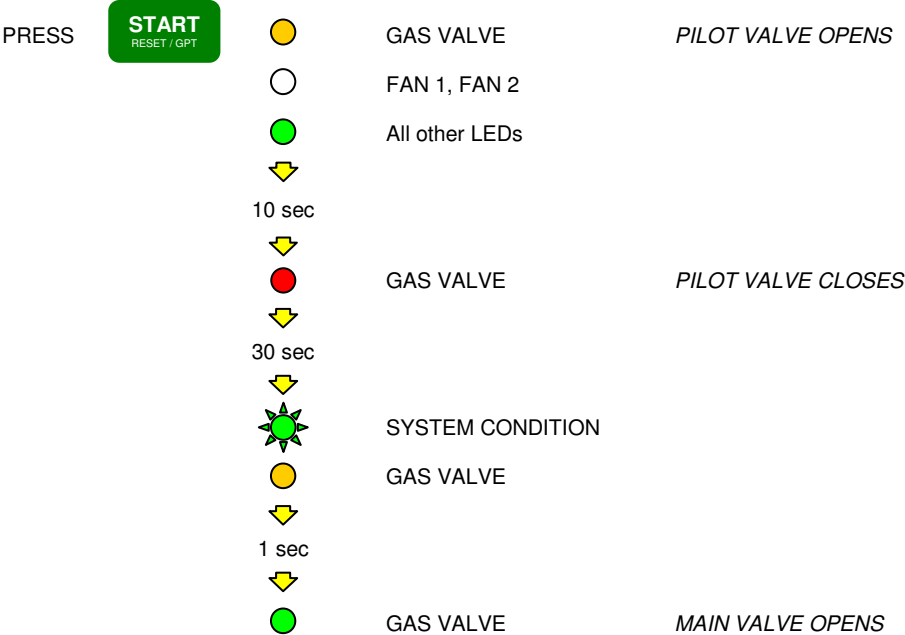 PRESS START RESET / GPT GAS VALVE PILOT VALVE OPENS
FAN 1, FAN 2
All other LEDs
10 sec
GAS VALVE PILOT VALVE CLOSES
30 sec
SYSTEM CONDITION
GAS VALVE
1 sec
GAS VALVE MAIN VALVE OPENS